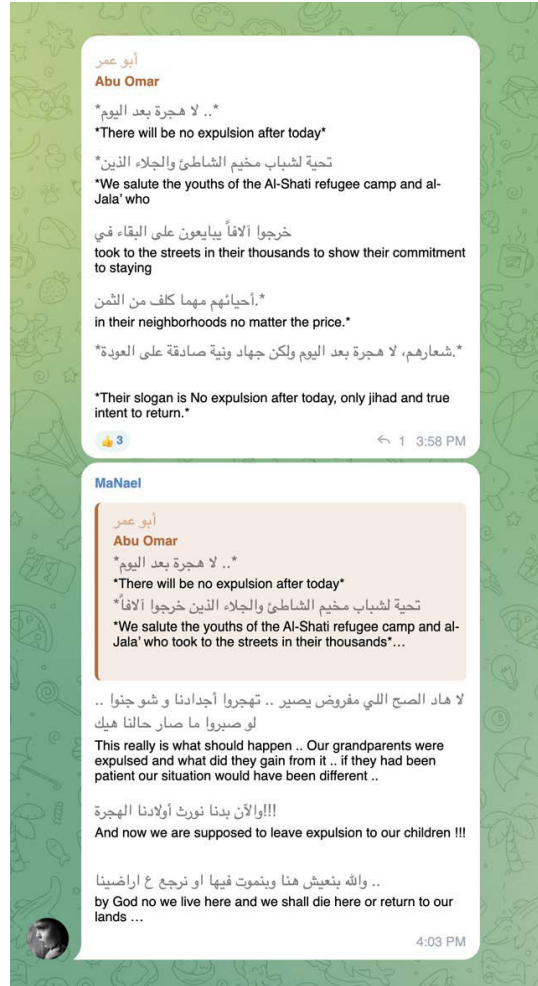 أبو عمر
Abu Omar
*.. لا هجرة بعد اليوم*
*There will be no expulsion after today*
*تحية لشباب مخيم الشاطئ والجلاء الذين
*We salute the youths of the Al-Shati refugee camp and al-
Jala’ who
خرجوا آلافاً يبايعون على البقاء في
took to the streets in their thousands to show their commitment
to staying
أحيائهم مهما كلف من الثمن.*
in their neighborhoods no matter the price.*
*شعارهم، لا هجرة بعد اليوم ولكن جهاد ونية صادقة على العودة.*
*Their slogan is No expulsion after today, only jihad and true
intent to return.*
👍 3
1 3:58 PM
MaNael
أبو عمر
Abu Omar
*.. لا هجرة بعد اليوم*
*There will be no expulsion after today*
*تحية لشباب مخيم الشاطئ والجلاء الذين خرجوا آلافاً*
*We salute the youths of the Al-Shati refugee camp and al-
Jala’ who took to the streets in their thousands*...
لا هاد الصح اللي مفروض يصير .. تهجروا أجدادنا و شو جنوا ..
لو صبروا ما صار حالنا هيك
This really is what should happen .. Our grandparents were
expulsed and what did they gain from it .. if they had been
patient our situation would have been different ..
والآن بدنا نورث أولادنا الهجرة!!!
And now we are supposed to leave expulsion to our children !!!
والله بنعيش هنا وبنموت فيها او نرجع ع اراضينا ..
by God no we live here and we shall die here or return to our
lands ...
4:03 PM